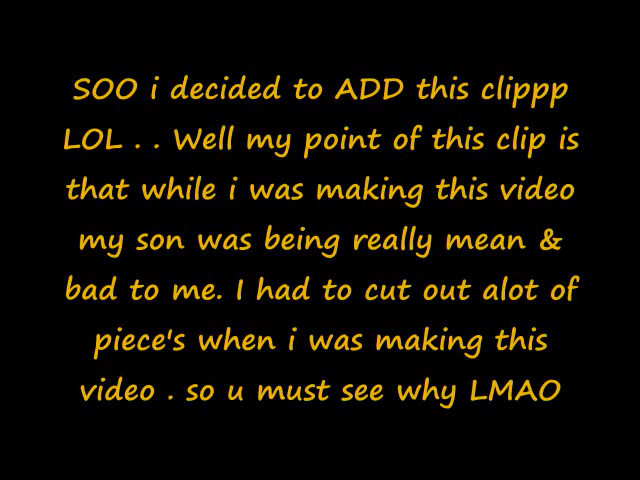 SOO i decided to ADD this clippp
LOL . . Well my point of this clip is
that while i was making this video
my son was being really mean &
bad to me. I had to cut out alot of
piece's when i was making this
video . so u must see why LMAO